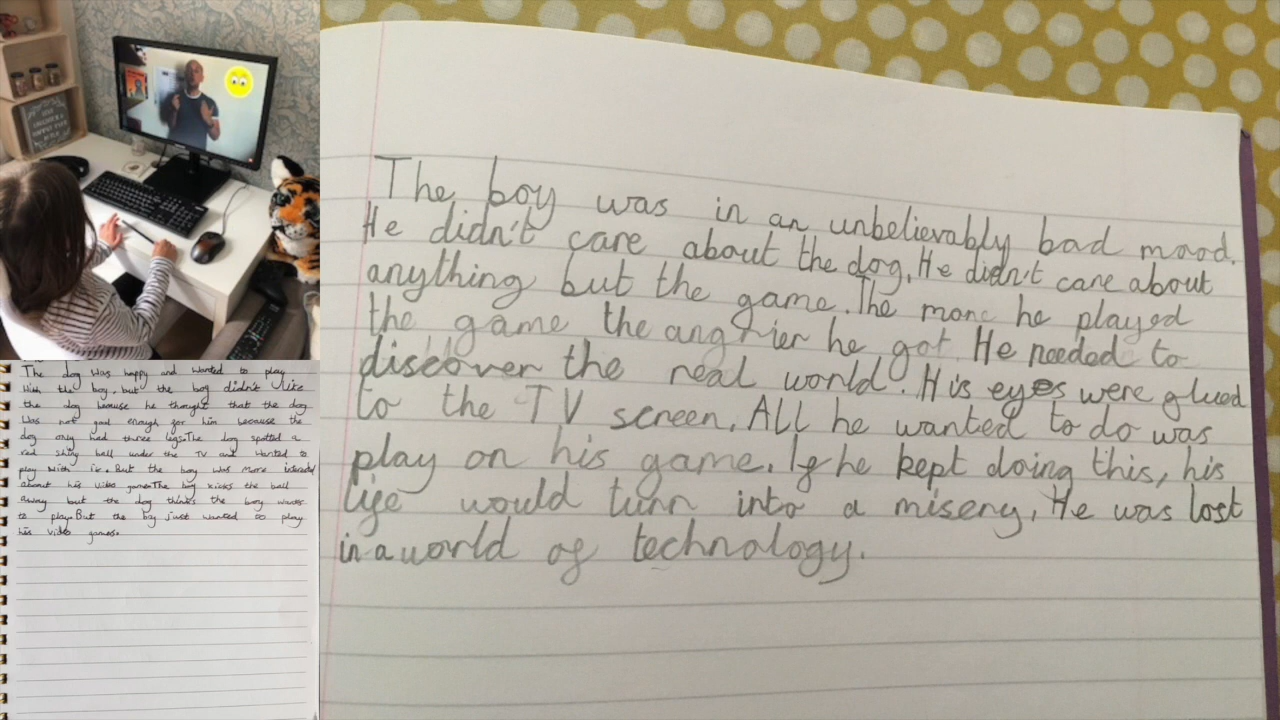 The boy was in an unbelievably bad mood.
He didn't care about the dog. He didn't care about
anything but the game. The more he played
the game the angrier he got. He needed to
discover the real world. His eyes were glued
to the TV screen. All he wanted to do was
play on his game. If he kept doing this, his
life would turn into a misery. He was lost
in a world of technology.
The dog was happy and wanted to play
with the boy. but the boy didn't like
the dog because he thought that the dog
was not good enough for him because the
dog only had three legs. The dog spotted a
red shiny ball under the TV and wanted to
play with it. But the boy was more
about his video games. The boy kicks the ball
away but the dog thinks the boy wants
to play. But the boy just wanted to play
his video games.